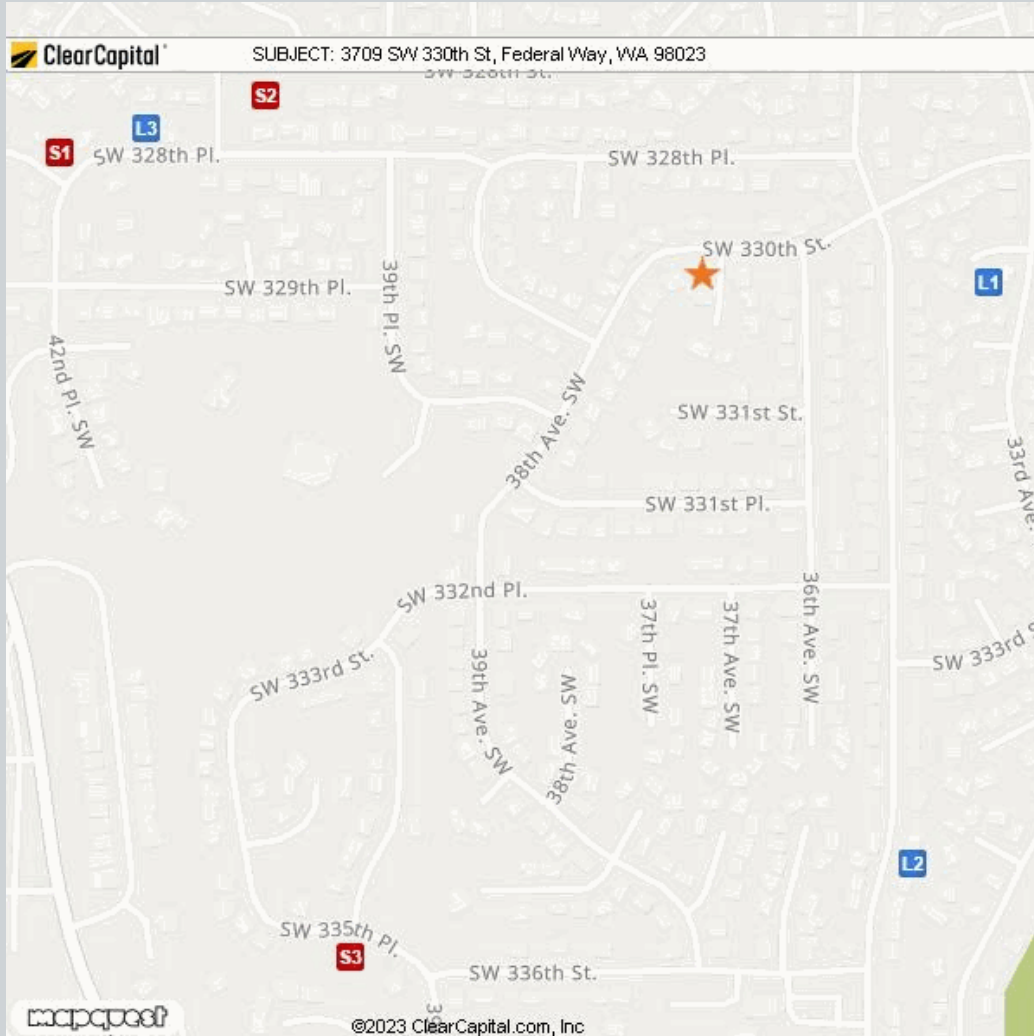 ClearCapital SUBJECT: 3709 SW 330th St, Federal Way, WA 98023
SW 328th St.
S2
L3
S1
SW 328th Pl.
SW 328th Pl.
SW 330th St.
L1
SW 329th Pl.
39th Pl. SW
42nd Pl. SW
38th Ave. SW
SW 331st St.
33rd Ave.
SW 331st Pl.
SW 332nd Pl.
36th Ave. SW
37th Pl. SW
37th Ave. SW
SW 333rd St.
SW 333rd S
39th Ave. SW
38th Ave. SW
L2
SW 335th Pl.
S3
SW 336th St.
39
mapquest
©2023 ClearCapital.com, Inc